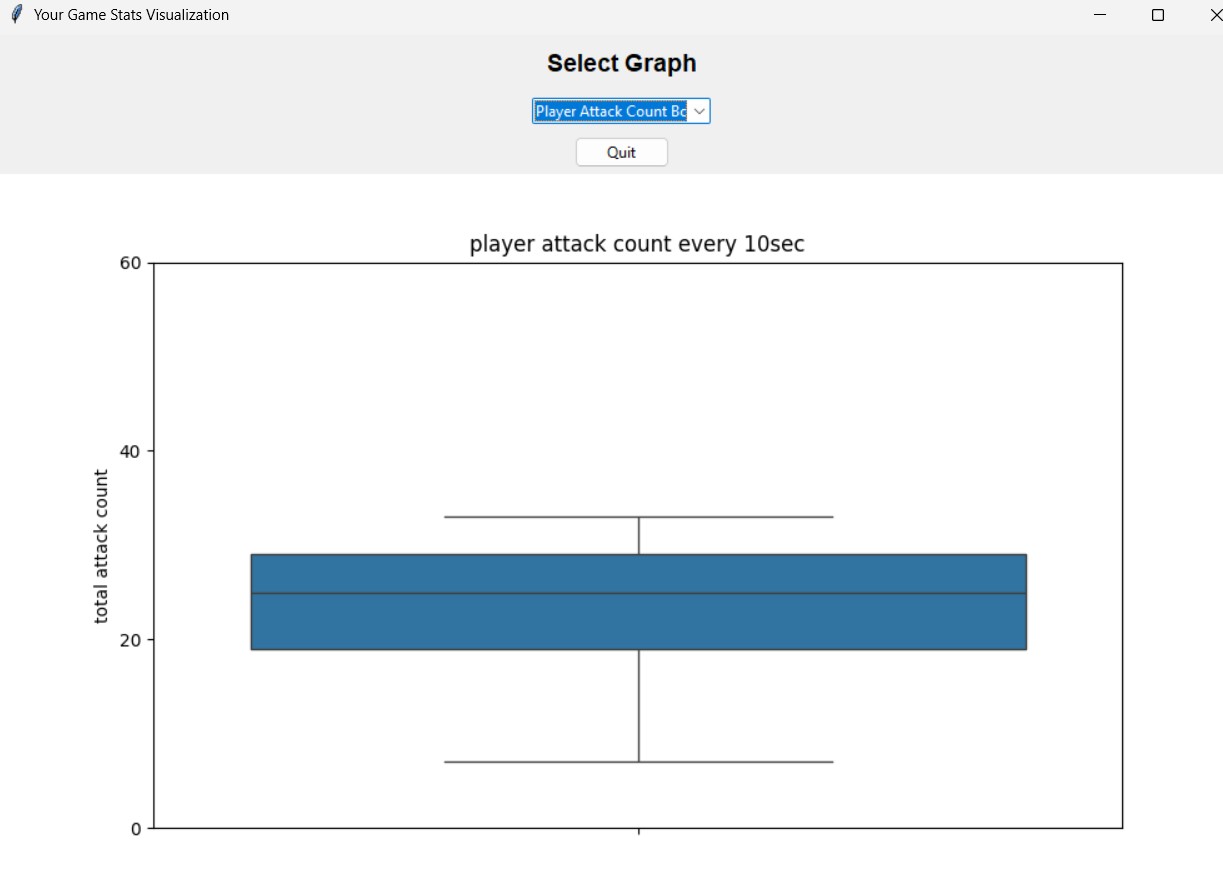 Your Game Stats Visualization
Select Graph
Player Attack Count Bo
Quit
player attack count every 10sec
60
40
20
0
total attack count